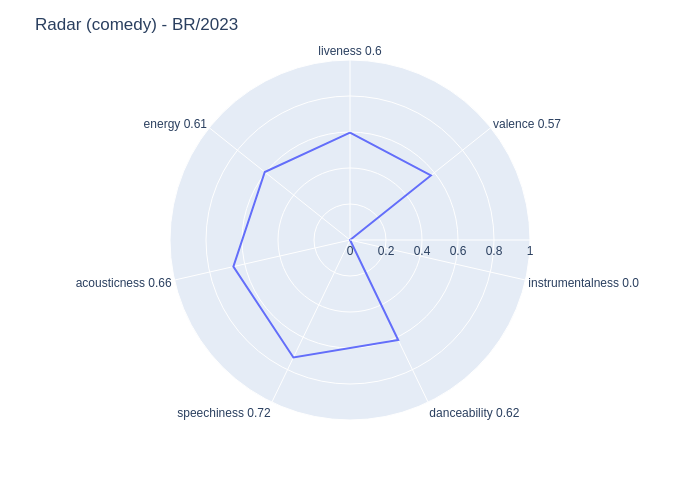 Radar (comedy) - BR/2023
liveness 0.6
energy 0.61
valence 0.57
0
0.2
0.4
0.6
0.8
1
acousticness 0.66
instrumentalness 0.0
speechiness 0.72
danceability 0.62